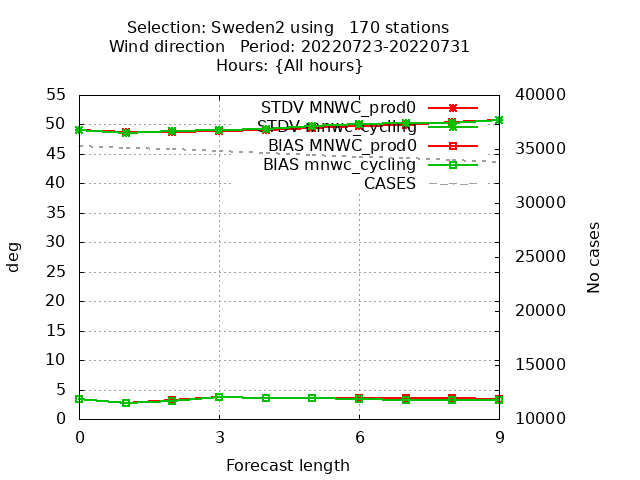 Selection: Sweden2 using   170 stations
Wind direction   Period: 20220723-20220731
Hours: {All hours}
55
50
45
40
35
30
25
20
15
10
5
0
deg
40000
35000
30000
25000
20000
15000
10000
No cases
STDV MNWC_prod0
STDV mnwc_cycling
BIAS MNWC_prod0
BIAS mnwc_cycling
CASES
0
3
6
9
Forecast length